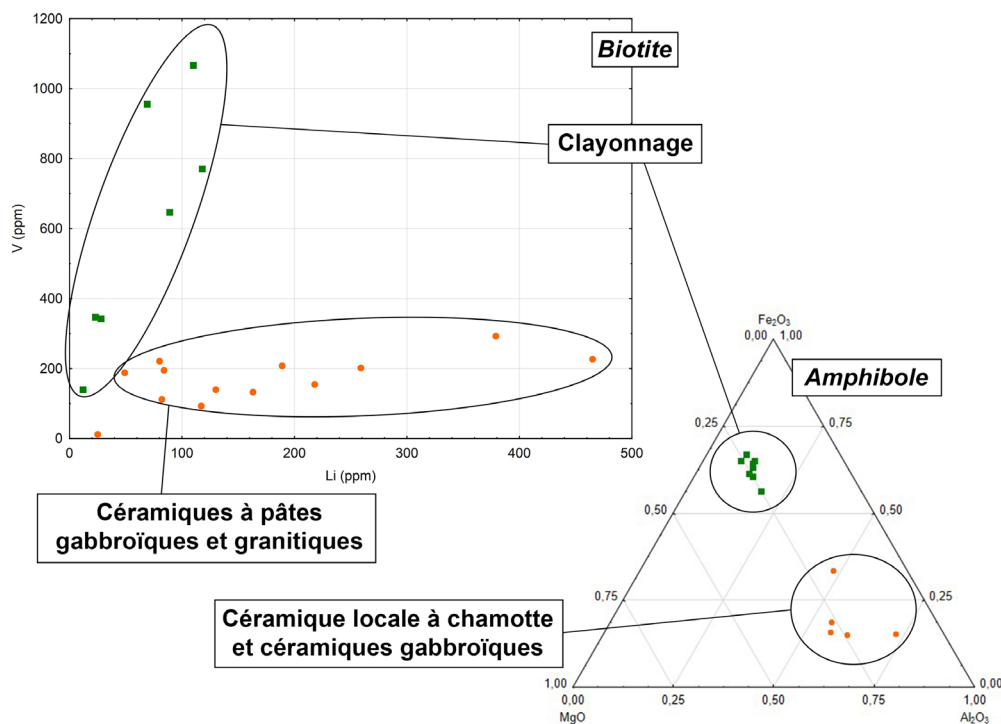 1200
1000
800
600
400
200
0
V (ppm)
0
100
200
300
400
500
Li (ppm)
Biotite
Clayonnage
Céramiques à pâtes
gabbroïques et granitiques
Fe₂O₃
0,00 1,00
Amphibole
0,25
0,75
0,50
0,50
0,75
0,25
Céramique locale à chamotte
et céramiques gabbroïques
1,00
0,00
0,00
0,25
0,50
0,75
1,00
MgO
Al₂O₃